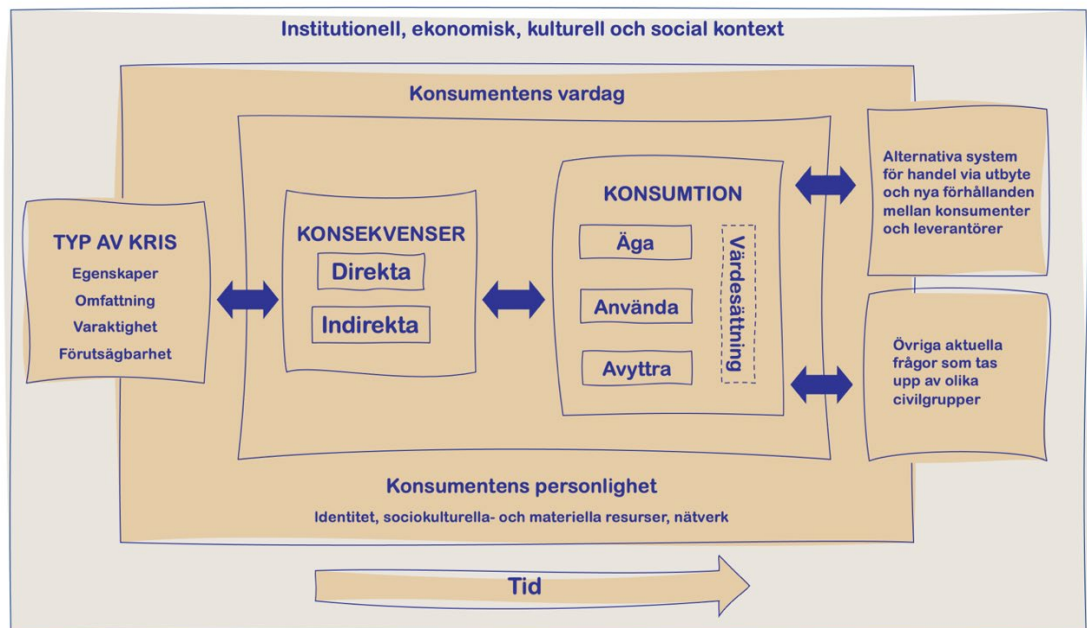 Institutionell, ekonomisk, kulturell och social kontext
Konsumentens vardag
TYP AV KRIS
Egenskaper
Omfattning
Varaktighet
Förutsägbarhet
KONSEKVENSER
Direkta
Indirekta
KONSUMTION
Äga
Använda
Avyttra
Värdesättning
Alternativa system
för handel via utbyte
och nya förhållanden
mellan konsumenter
och leverantörer
Övriga aktuella
frågor som tas
upp av olika
civilgrupper
Konsumentens personlighet
Identitet, sociokulturella- och materiella resurser, nätverk
Tid